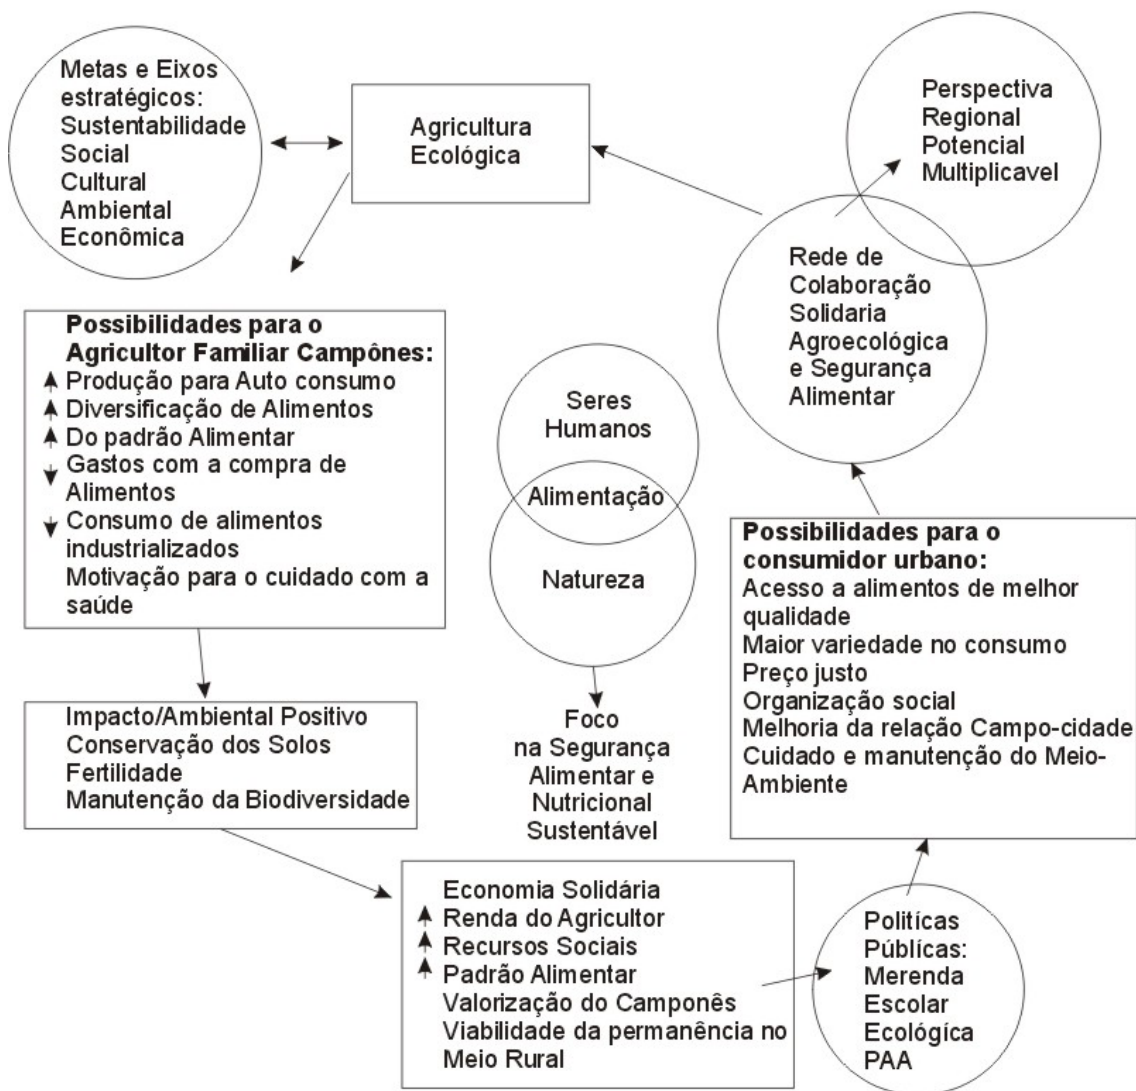 Metas e Eixos
estratégicos:
Sustentabilidade
Social
Cultural
Ambiental
Econômica
Agricultura
Ecológica
Perspectiva
Regional
Potencial
Multiplicavel
Rede de
Colaboração
Solidaria
Agroecológica
e Segurança
Alimentar
Possibilidades para o
Agricultor Familiar Campônes:
Produção para Auto consumo
Diversificação de Alimentos
Do padrão Alimentar
Gastos com a compra de
Alimentos
Consumo de alimentos
industrializados
Motivação para o cuidado com a
saúde
Seres
Humanos
Alimentação
Natureza
Foco
na Segurança
Alimentar e
Nutricional
Sustentável
Possibilidades para o
consumidor urbano:
Acesso a alimentos de melhor
qualidade
Maior variedade no consumo
Preço justo
Organização social
Melhoria da relação Campo-cidade
Cuidado e manutenção do Meio-
Ambiente
Impacto/Ambiental Positivo
Conservação dos Solos
Fertilidade
Manutenção da Biodiversidade
Economia Solidária
Renda do Agricultor
Recursos Sociais
Padrão Alimentar
Valorização do Camponês
Viabilidade da permanência no
Meio Rural
Politícas
Públícas:
Merenda
Escolar
Ecológíca
PAA